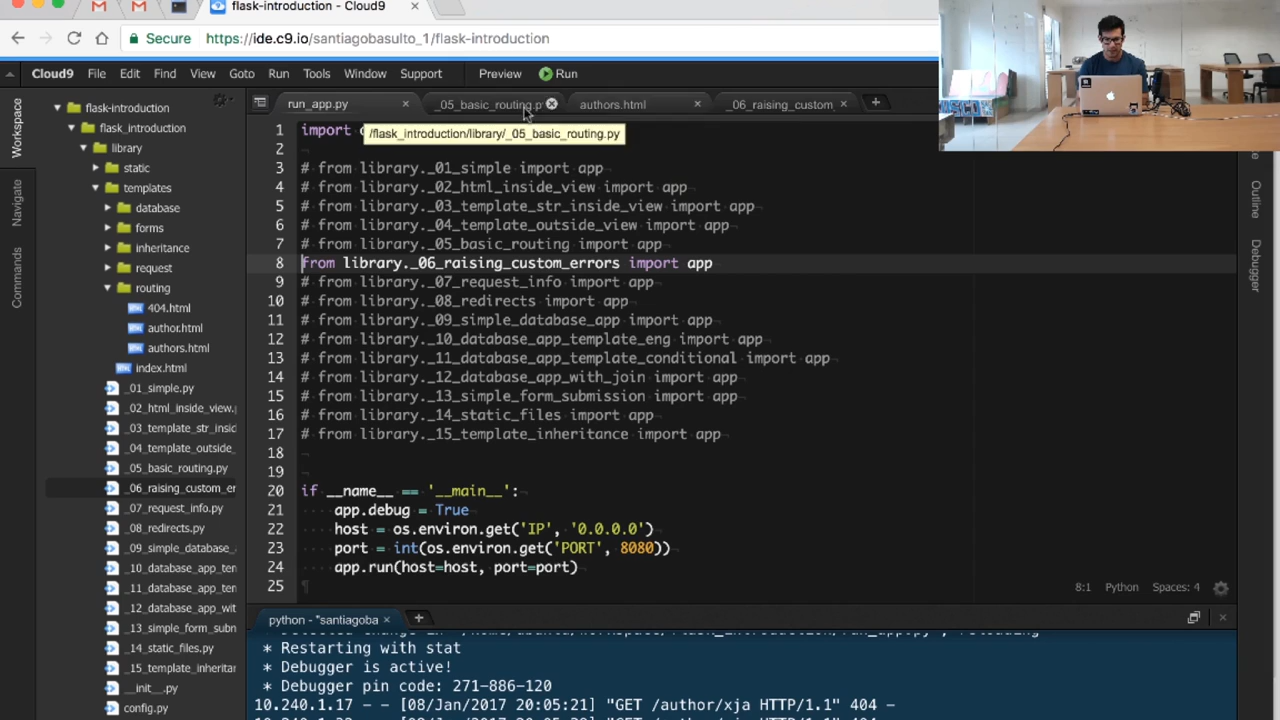 flask-introduction - Cloud9 ×
Secure https://ide.c9.io/santiagobasulto_1/flask-introduction
Cloud9 File Edit Find View Goto Run Tools Window Support Preview Run
Workspace
Navigate
Commands
Outline
Debugger
flask-introduction
flask_introduction
library
static
templates
database
forms
inheritance
request
routing
404.html
author.html
authors.html
index.html
_01_simple.py
_02_html_inside_view.
_03_template_str_insid
_04_template_outside_
_05_basic_routing.py
_06_raising_custom_er
_07_request_info.py
_08_redirects.py
_09_simple_database_
_10_database_app_ten
_11_database_app_ten
_12_database_app_wit
_13_simple_form_subn
_14_static_files.py
_15_template_inheritar
__init__.py
config.py
run_app.py × _05_basic_routing.p × authors.html × _06_raising_custom_ × +
/flask_introduction/library/_05_basic_routing.py
1 import
2
3 # from library._01_simple import app
4 # from library._02_html_inside_view import app
5 # from library._03_template_str_inside_view import app
6 # from library._04_template_outside_view import app
7 # from library._05_basic_routing import app
8 from library._06_raising_custom_errors import app
9 # from library._07_request_info import app
10 # from library._08_redirects import app
11 # from library._09_simple_database_app import app
12 # from library._10_database_app_template_eng import app
13 # from library._11_database_app_template_conditional import app
14 # from library._12_database_app_with_join import app
15 # from library._13_simple_form_submission import app
16 # from library._14_static_files import app
17 # from library._15_template_inheritance import app
18
19
20 if __name__ == '__main__':
21 app.debug = True
22 host = os.environ.get('IP', '0.0.0.0')
23 port = int(os.environ.get('PORT', 8080))
24 app.run(host=host, port=port)
25
8:1 Python Spaces: 4
python - "santiagoba × +
* Restarting with stat
* Debugger is active!
* Debugger pin code: 271-886-120
10.240.1.17 - - [08/Jan/2017 20:05:21] "GET /author/xja HTTP/1.1" 404 -